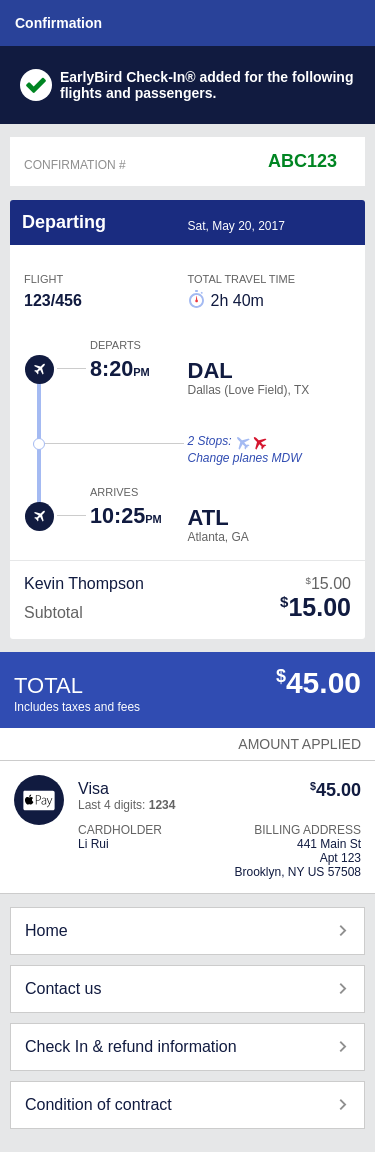 Confirmation
EarlyBird Check-In® added for the following
flights and passengers.
CONFIRMATION # ABC123
Departing Sat, May 20, 2017
FLIGHT TOTAL TRAVEL TIME
123/456 2h 40m
DEPARTS
8:20PM DAL
Dallas (Love Field), TX
2 Stops:
Change planes MDW
ARRIVES
10:25PM ATL
Atlanta, GA
Kevin Thompson $15.00
Subtotal $15.00
TOTAL $45.00
Includes taxes and fees
AMOUNT APPLIED
Pay Visa $45.00
Last 4 digits: 1234
CARDHOLDER BILLING ADDRESS
Li Rui 441 Main St
Apt 123
Brooklyn, NY US 57508
Home
Contact us
Check In & refund information
Condition of contract